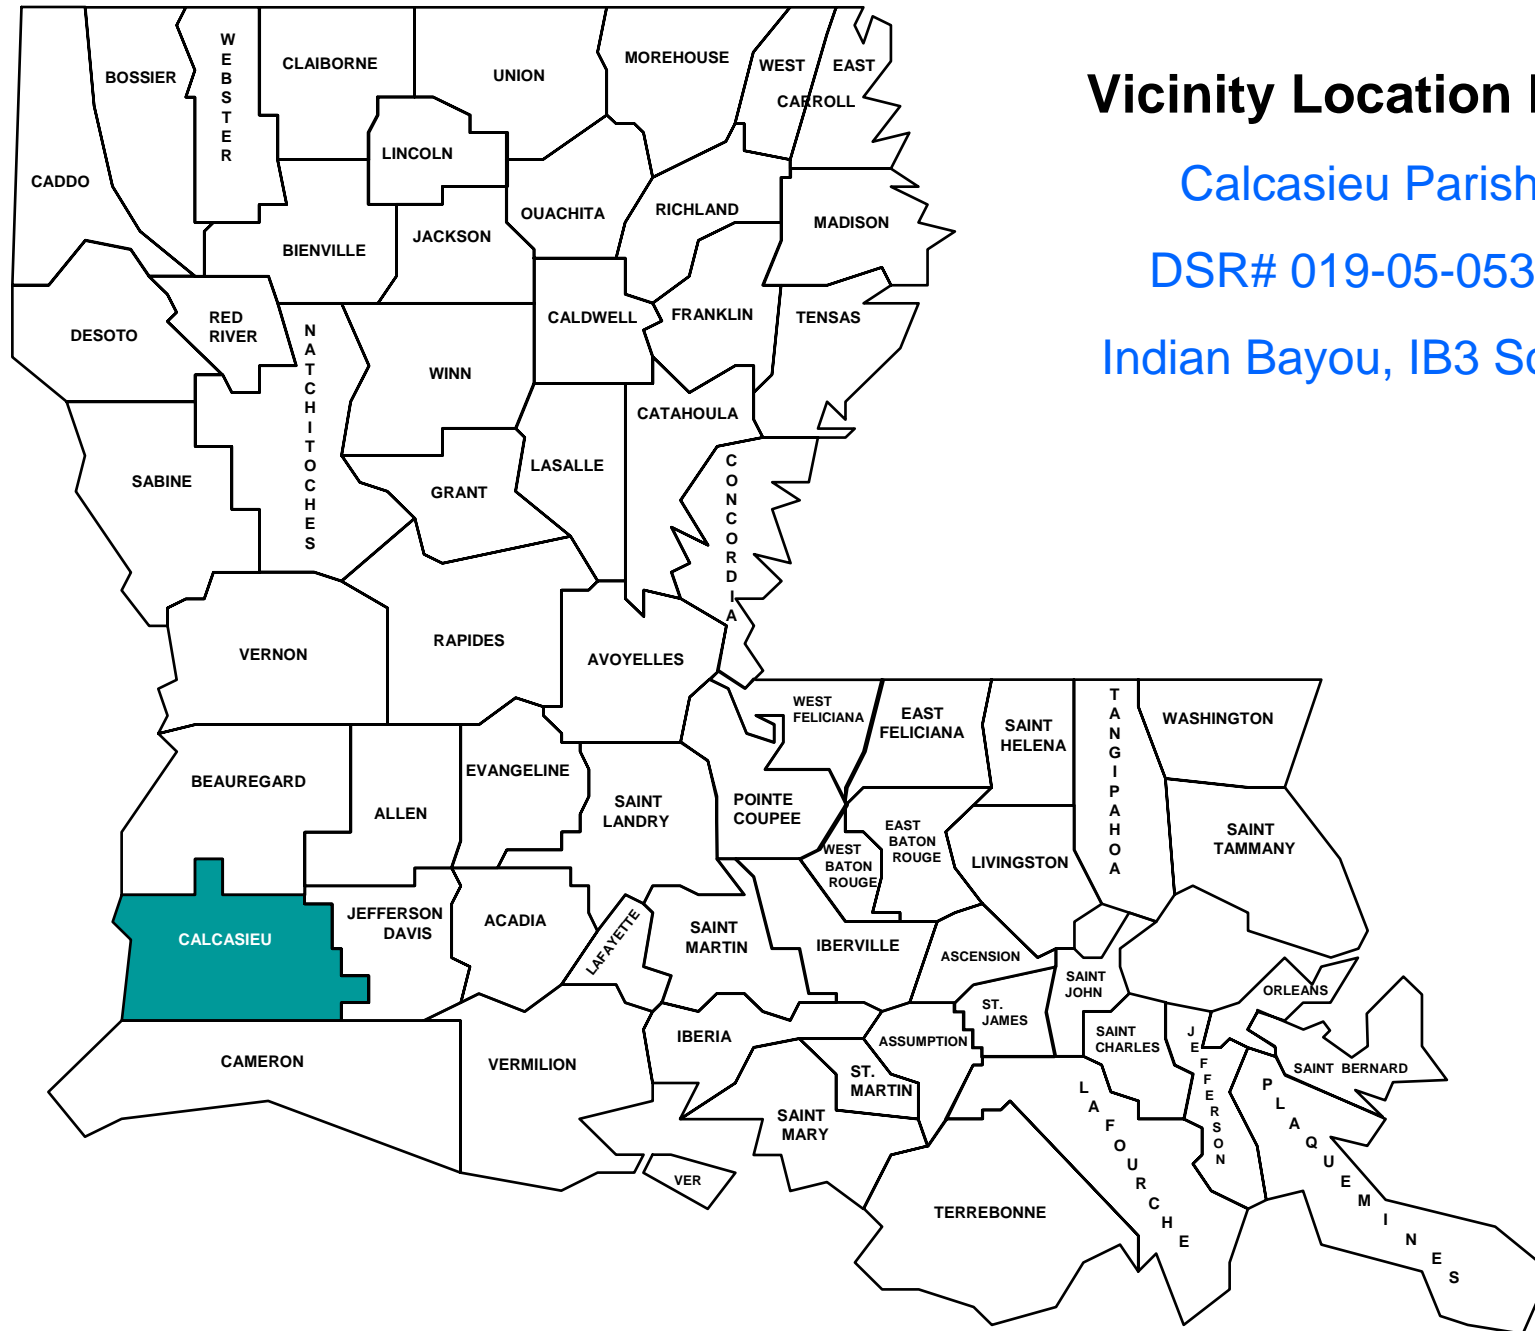 Vicinity Location
Calcasieu Parish
DSR# 019-05-053
Indian Bayou, IB3
WEBSTER
BOSSIER
CLAIBORNE
UNION
MOREHOUSE
WEST EAST
CARROLL
LINCOLN
CADDO
OUACHITA
RICHLAND
MADISON
BIENVILLE
JACKSON
RED
RIVER
DESOTO
NATCHITOCHES
CALDWELL
FRANKLIN
TENSAS
WINN
CATAHOULA
SABINE
GRANT
LASALLE
CONCORDIA
VERNON
RAPIDES
AVOYELLES
WEST
FELICIANA
EAST
FELICIANA
SAINT
HELENA
TANGIPAHOA
WASHINGTON
BEAUREGARD
ALLEN
EVANGELINE
SAINT
LANDRY
POINTE
COUPEE
WEST
BATON
ROUGE
EAST
BATON
ROUGE
LIVINGSTON
SAINT
TAMMANY
CALCASIEU
JEFFERSON
DAVIS
ACADIA
LAFAYETTE
SAINT
MARTIN
IBERVILLE
ASCENSION
SAINT
JOHN
ORLEANS
ST.
JAMES
CAMERON
VERMILION
IBERIA
ASSUMPTION
SAINT
CHARLES
JEFFERSON
SAINT BERNARD
ST.
MARTIN
SAINT
MARY
LAFOURCHE
PLAQUEMINES
VER
TERREBONNE